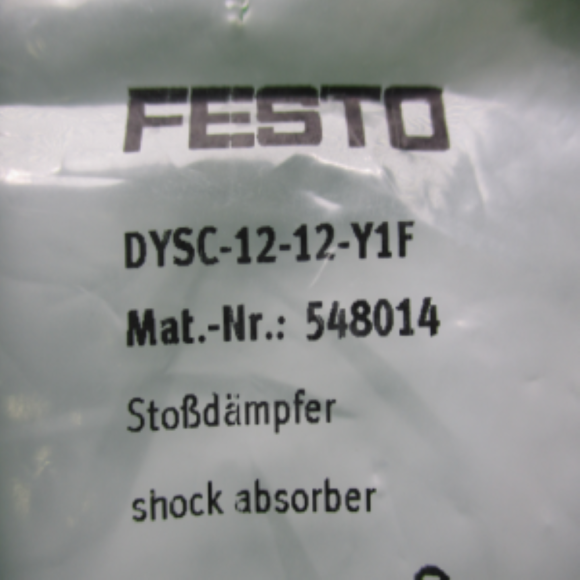 FESTO
DYSC-12-12-Y1F
Mat.-Nr.: 548014
Stoßdämpfer
shock absorber